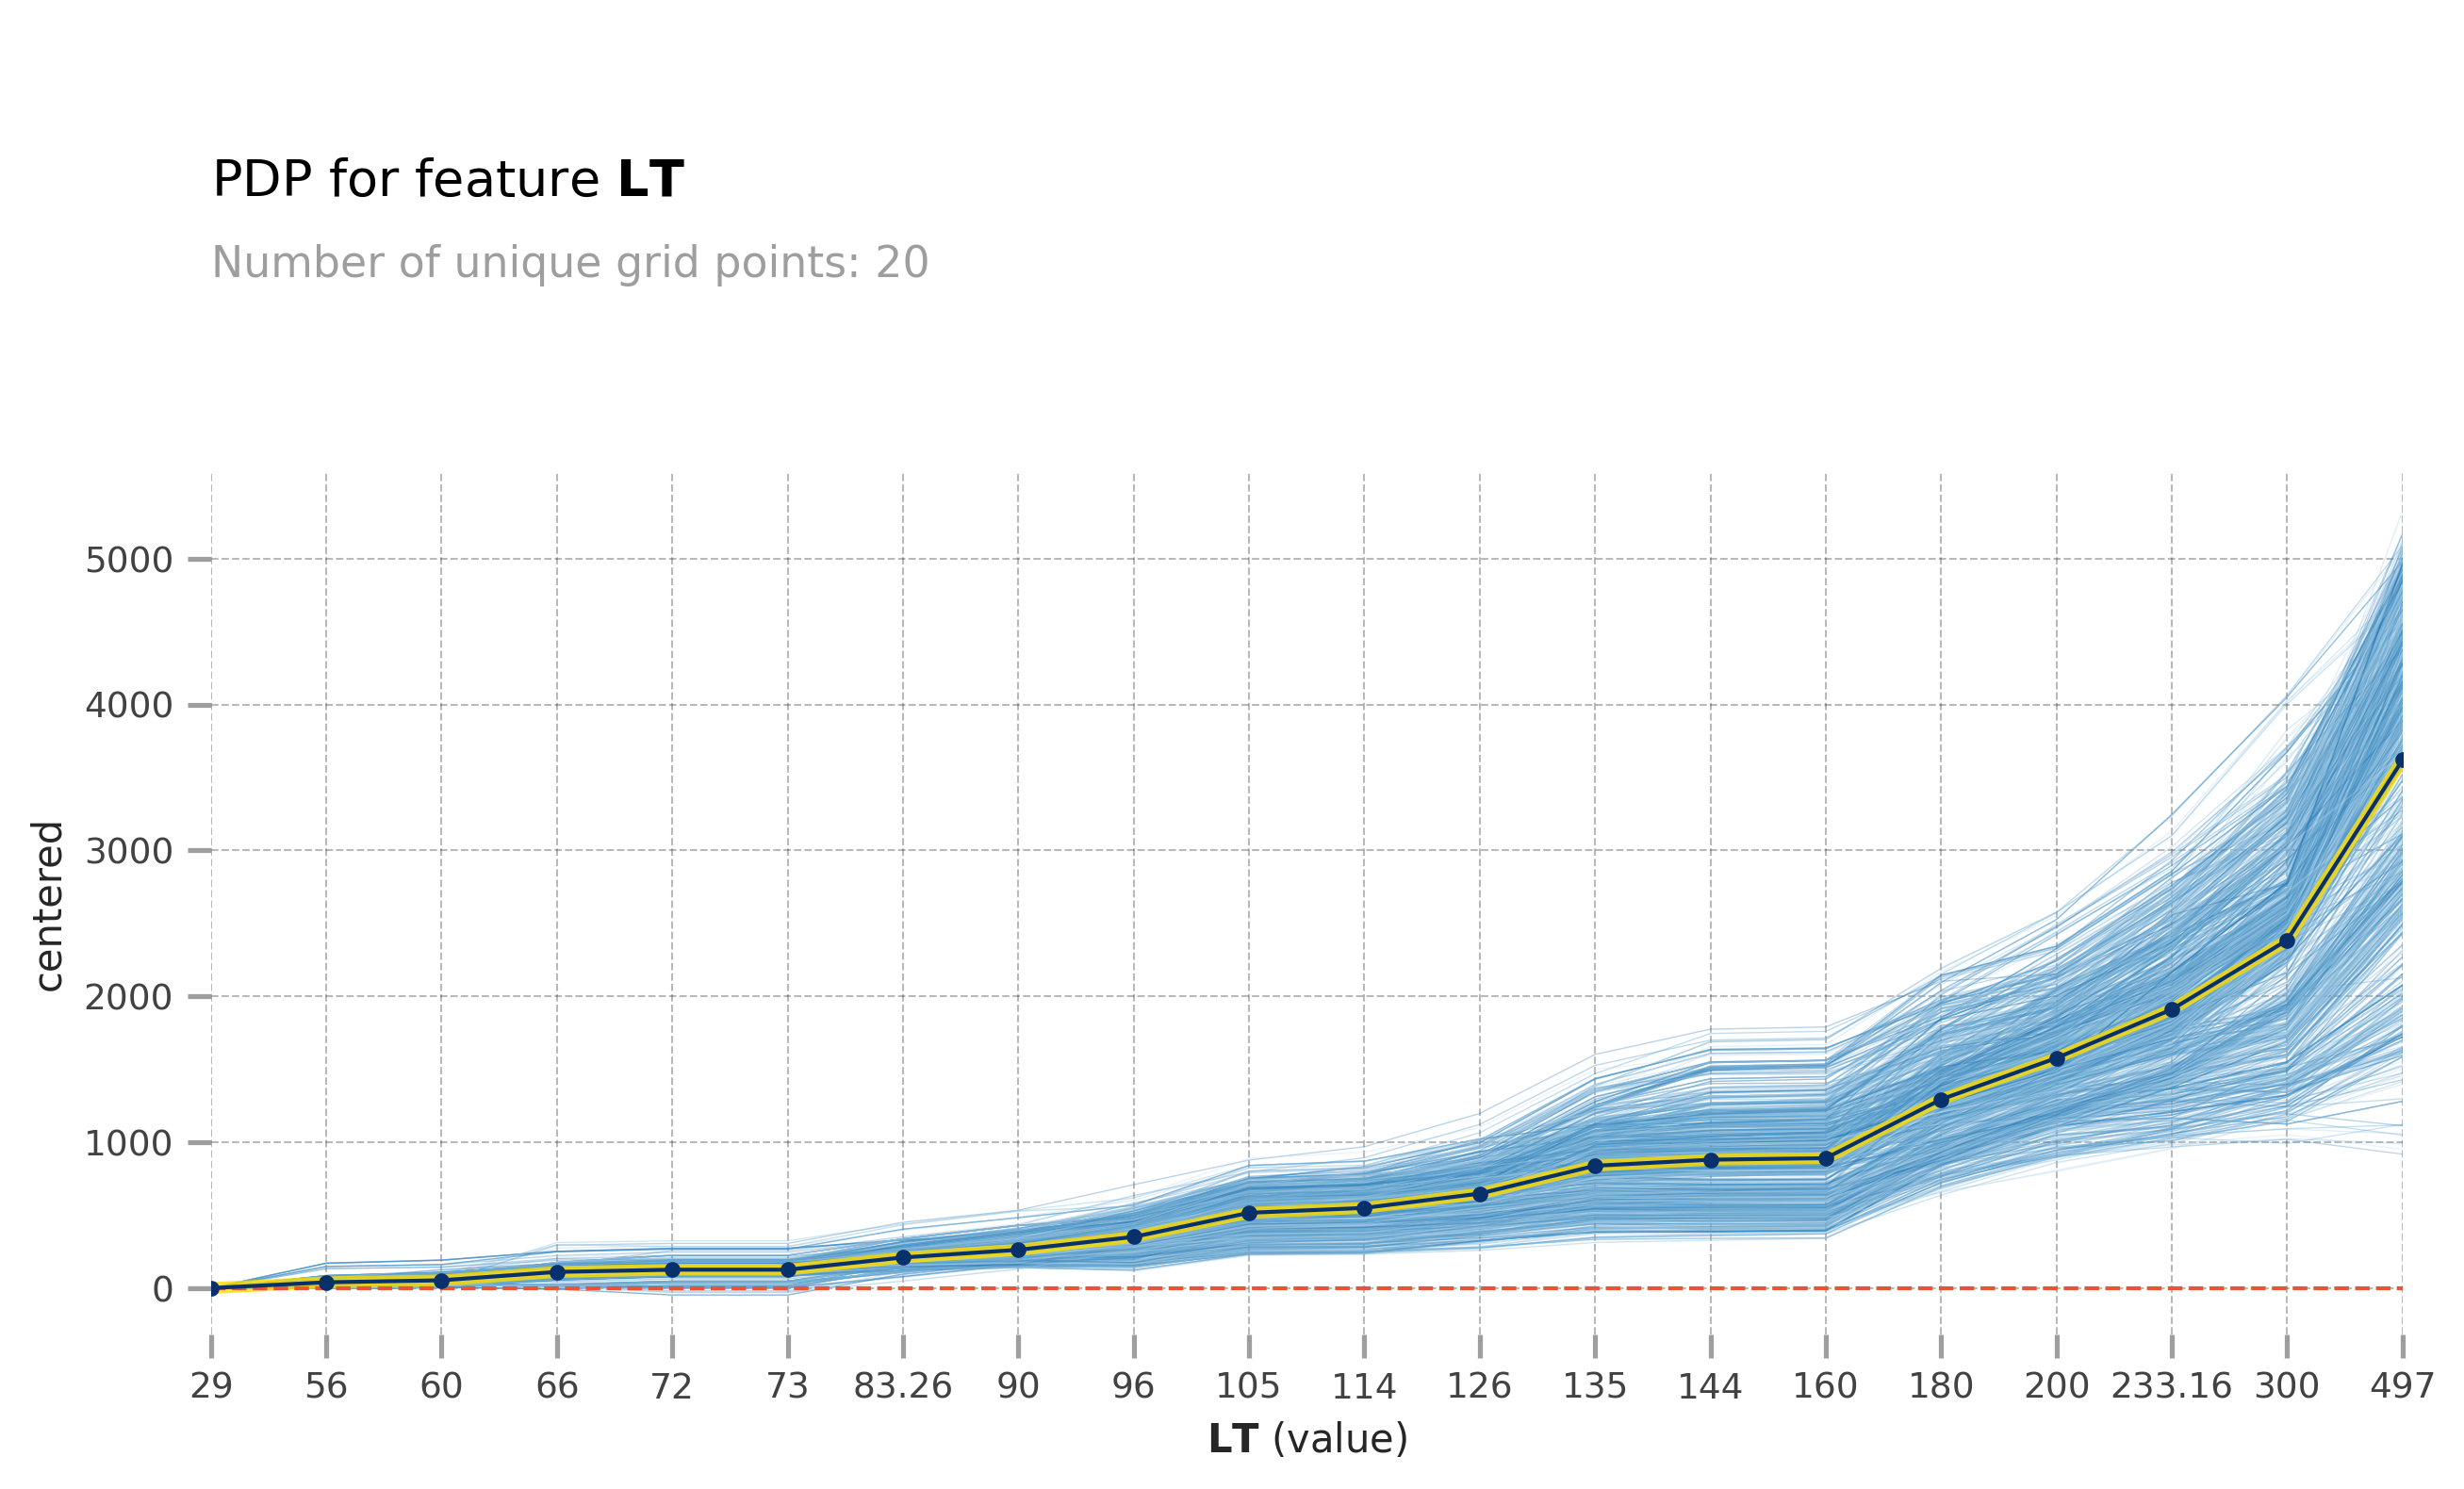 PDP for feature LT
Number of unique grid points: 20
5000
4000
3000
2000
1000
0
centered
29 56 60 66 72 73 83.26 90 96 105 114 126 135 144 160 180 200 233.16 300 497
LT (value)